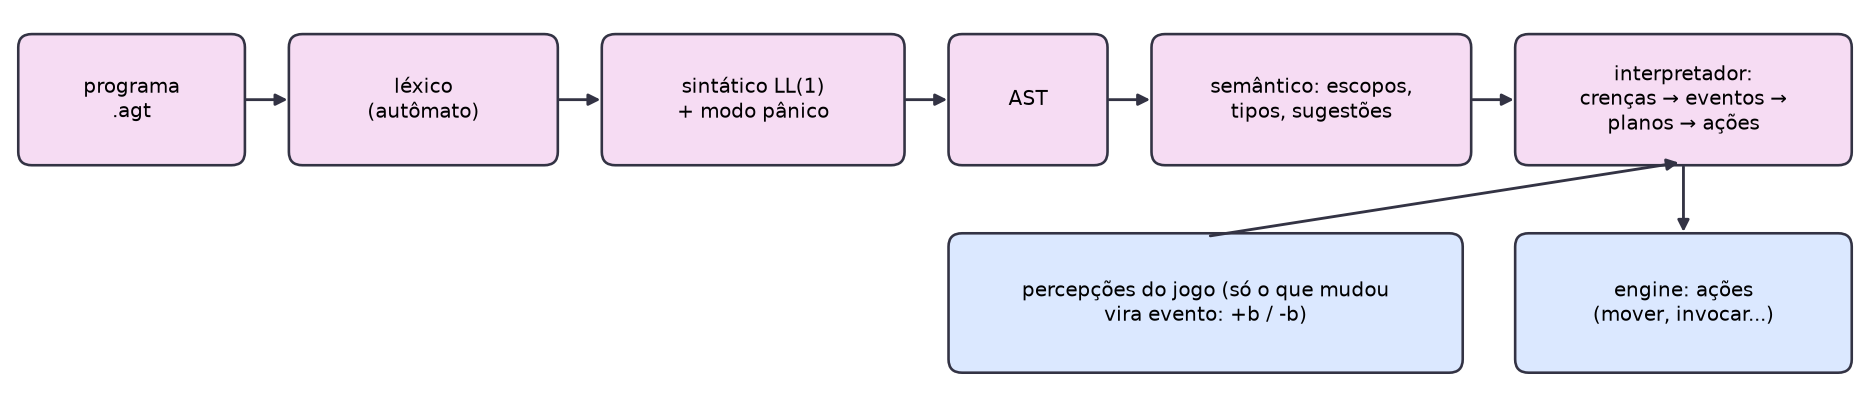 programa
.agt
léxico
(autômato)
sintático LL(1)
+ modo pânico
AST
semântico: escopos,
tipos, sugestões
interpretador:
crenças → eventos →
planos → ações
percepções do jogo (só o que mudou
vira evento: +b / -b)
engine: ações
(mover, invocar...)